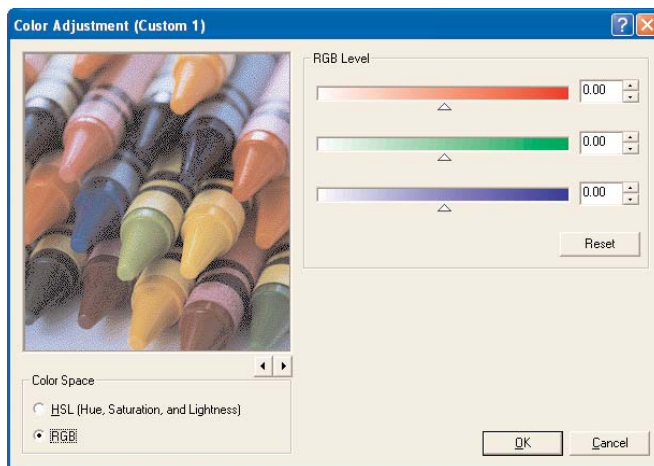 Color Adjustment (Custom 1)
RGB Level
0.00
0.00
0.00
Reset
Color Space
HSL (Hue, Saturation, and Lightness)
RGB
OK
Cancel